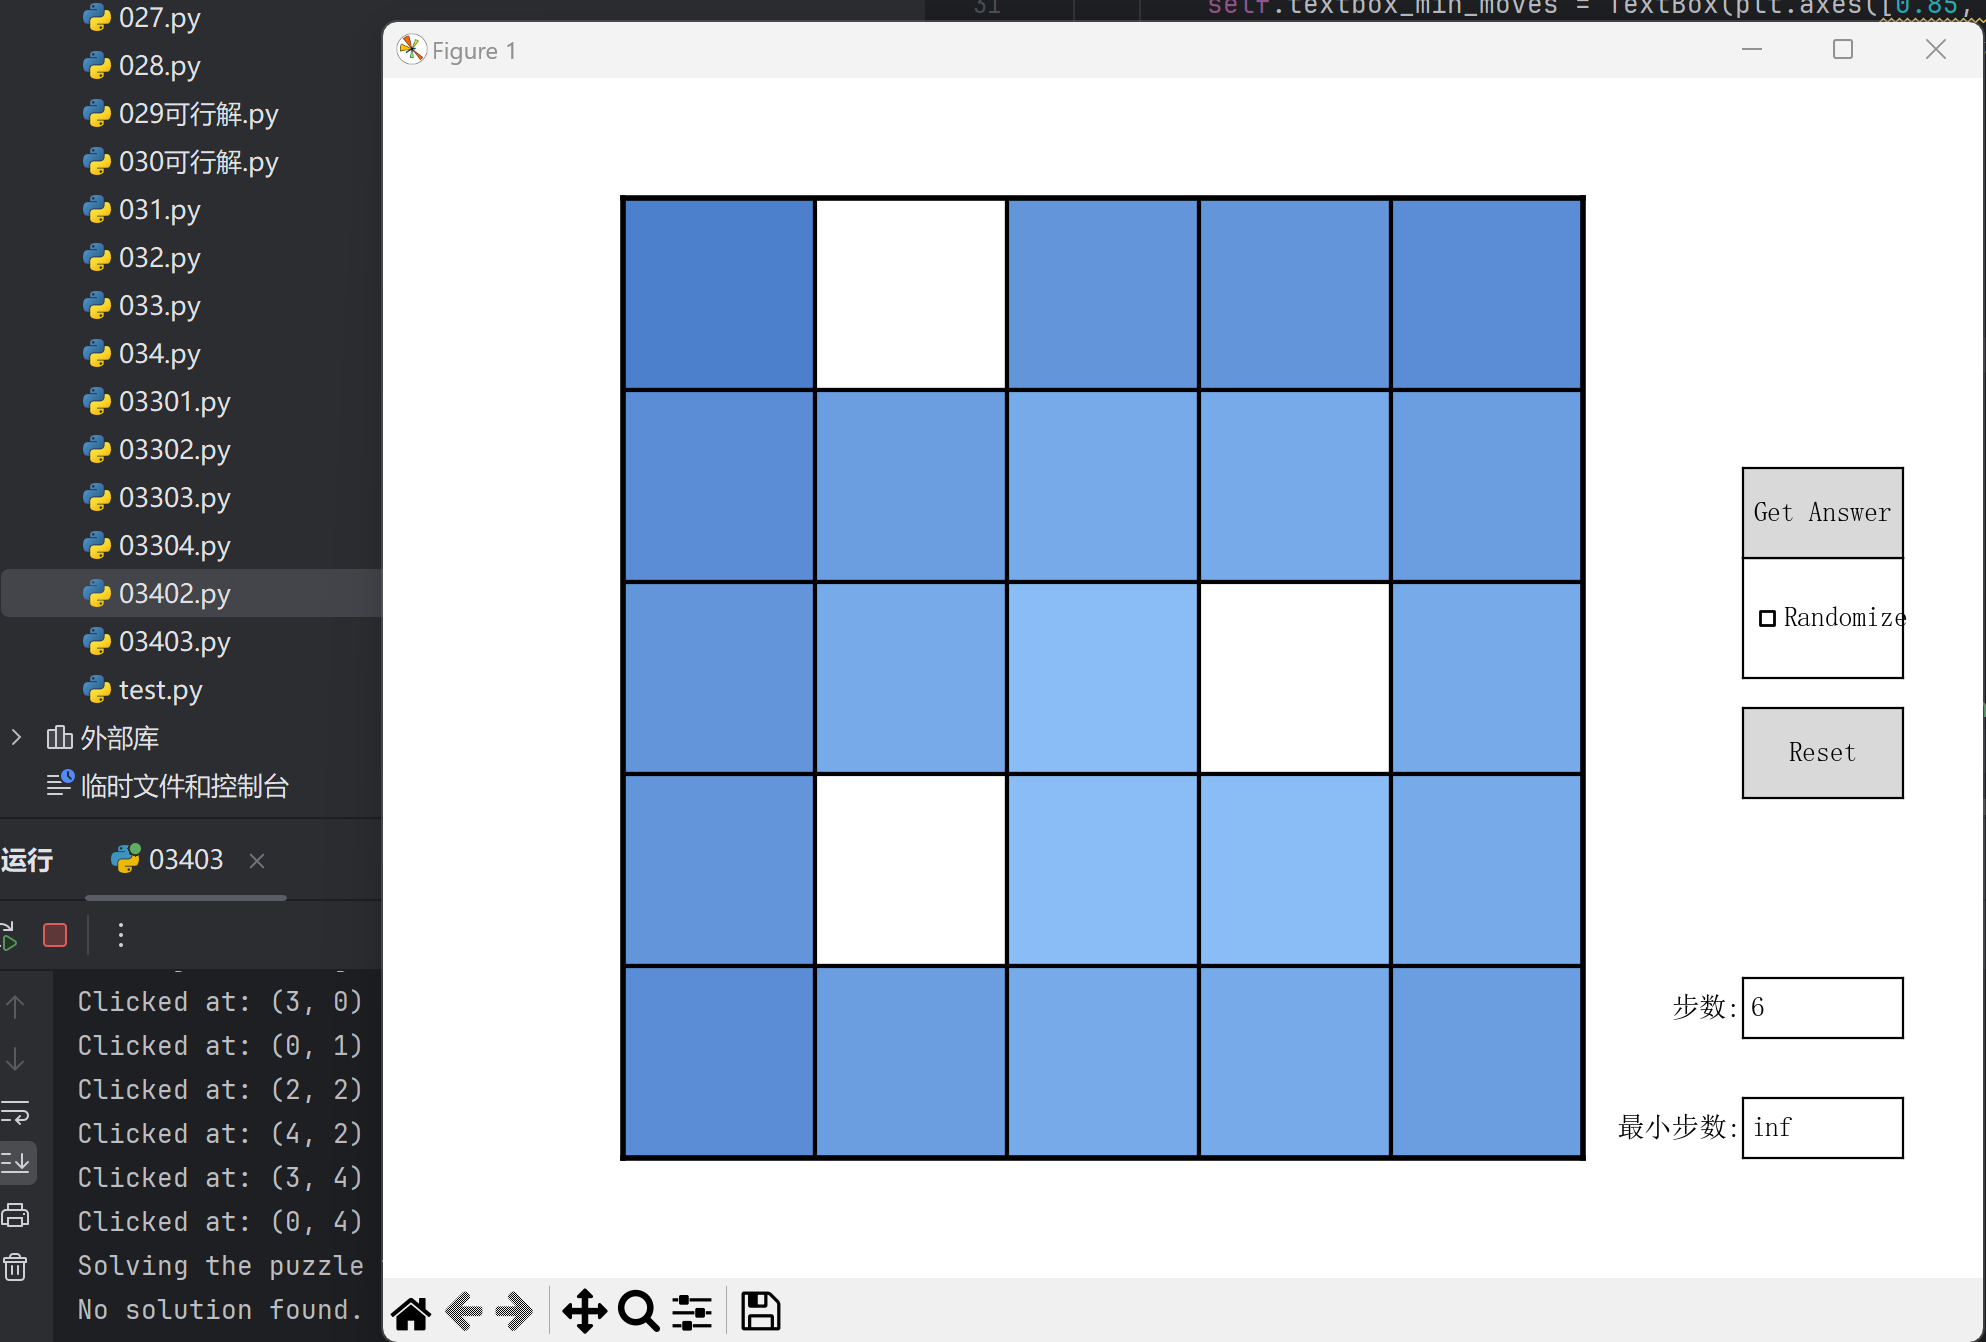 027.py
028.py
029可行解.py
030可行解.py
031.py
032.py
033.py
034.py
03301.py
03302.py
03303.py
03304.py
03402.py
03403.py
test.py
外部库
临时文件和控制台
运行 03403
Clicked at: (3, 0)
Clicked at: (0, 1)
Clicked at: (2, 2)
Clicked at: (4, 2)
Clicked at: (3, 4)
Clicked at: (0, 4)
Solving the puzzle
No solution found.
31 self.textbox_min_moves = TextBox(plt.axes([0.85,
Figure 1
Get Answer
Randomize
Reset
步数: 6
最小步数: inf